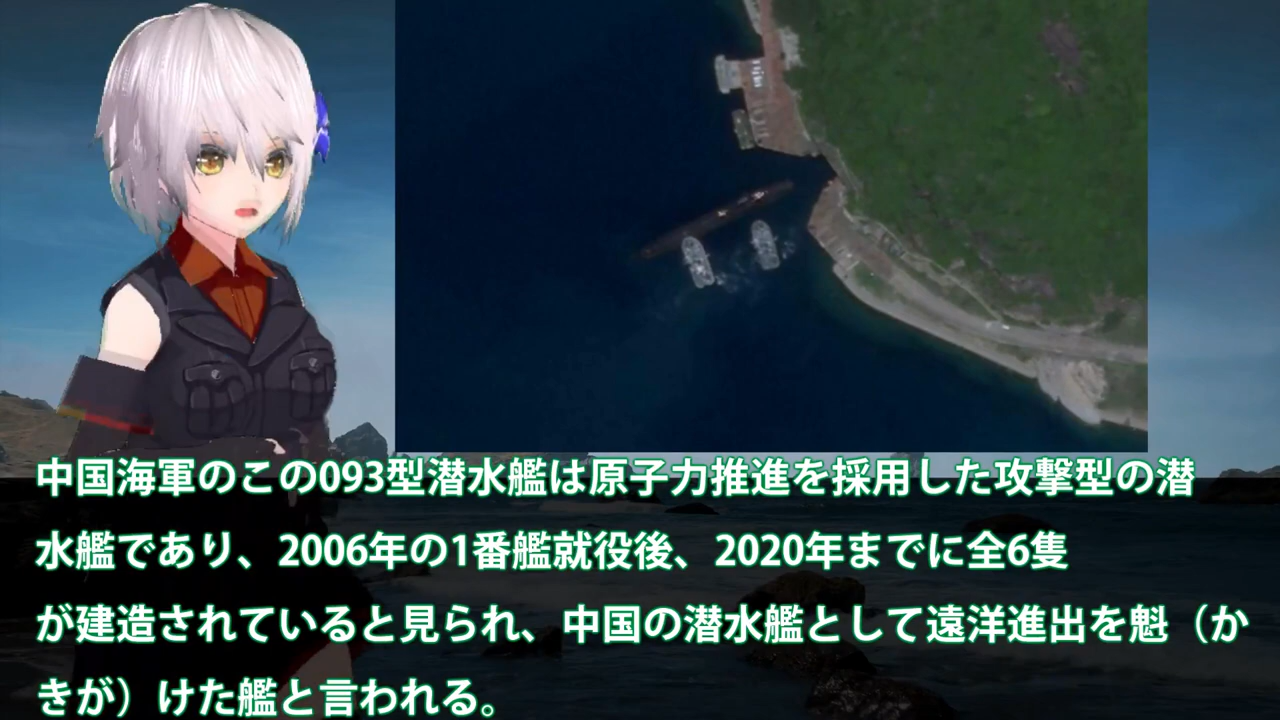 中国海軍のこの093型潜水艦は原子力推進を採用した攻撃型の潜
水艦であり、2006年の1番艦就役後、2020年までに全6隻
が建造されていると見られ、中国の潜水艦として遠洋進出を魁（か
きが）けた艦と言われる。